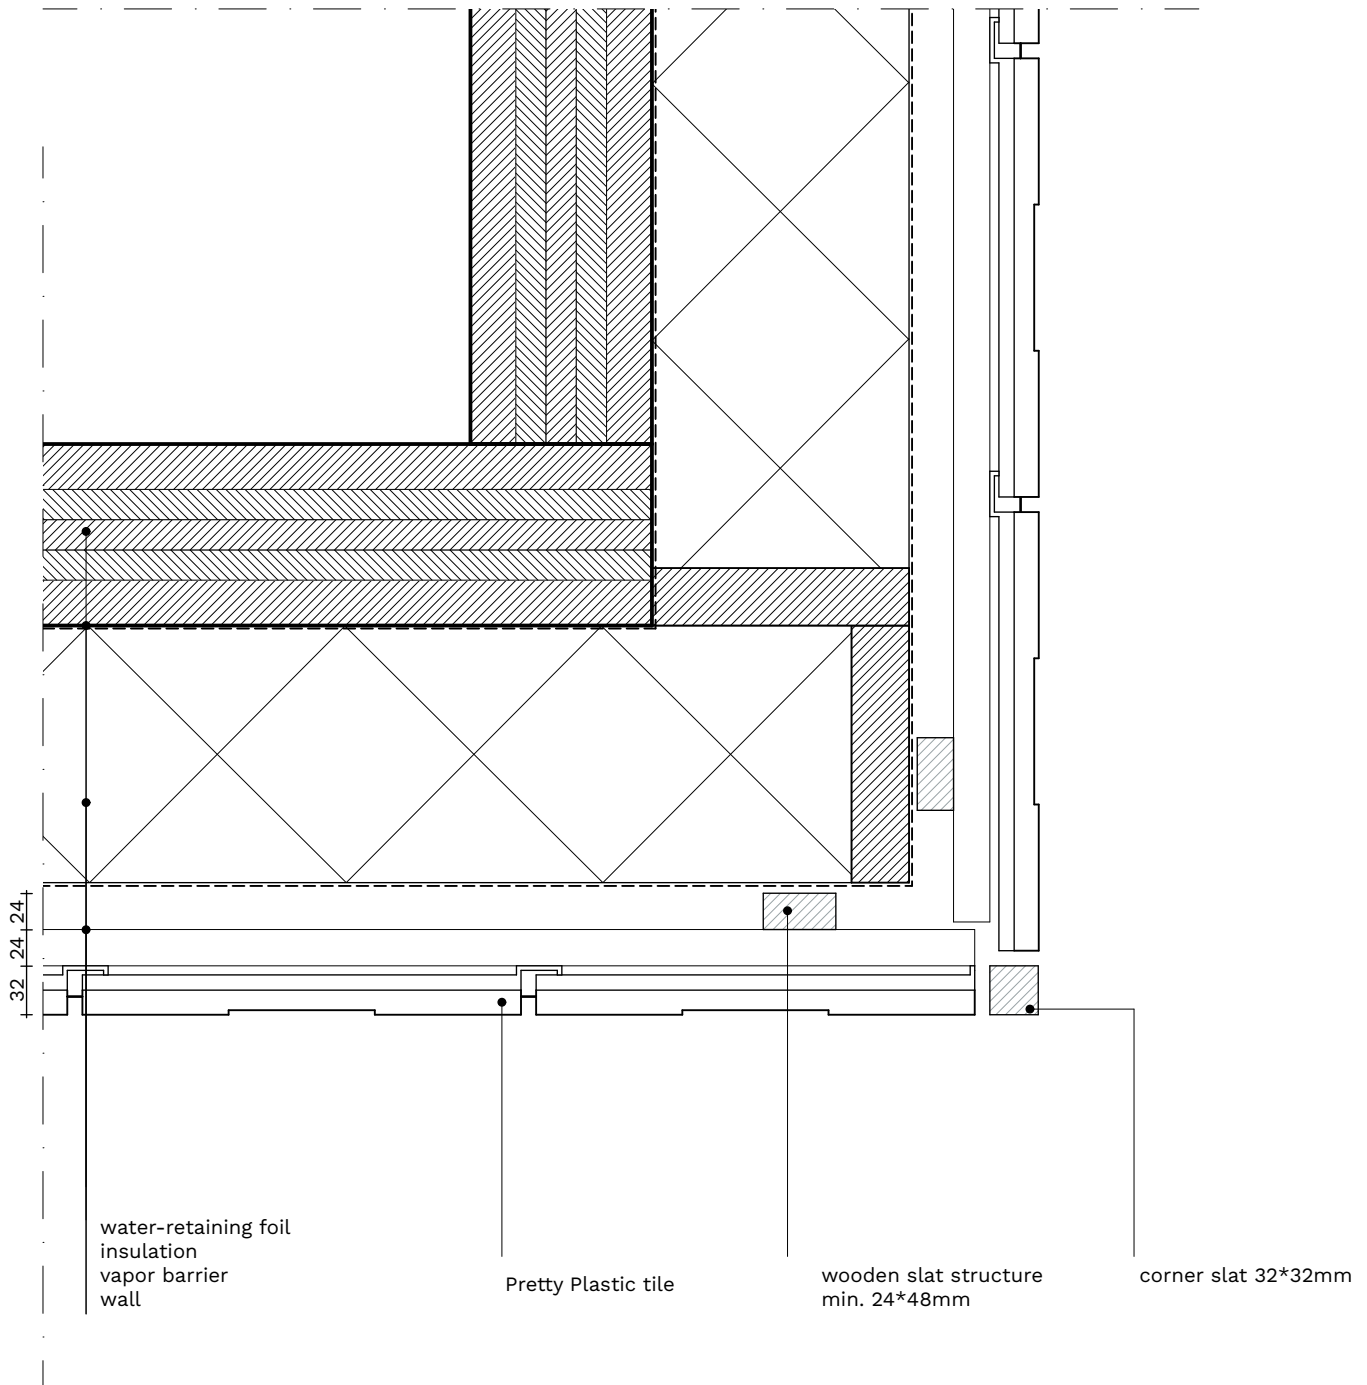 24
24
32
water-retaining foil
insulation
vapor barrier
wall
Pretty Plastic tile
wooden slat structure
min. 24*48mm
corner slat 32*32mm